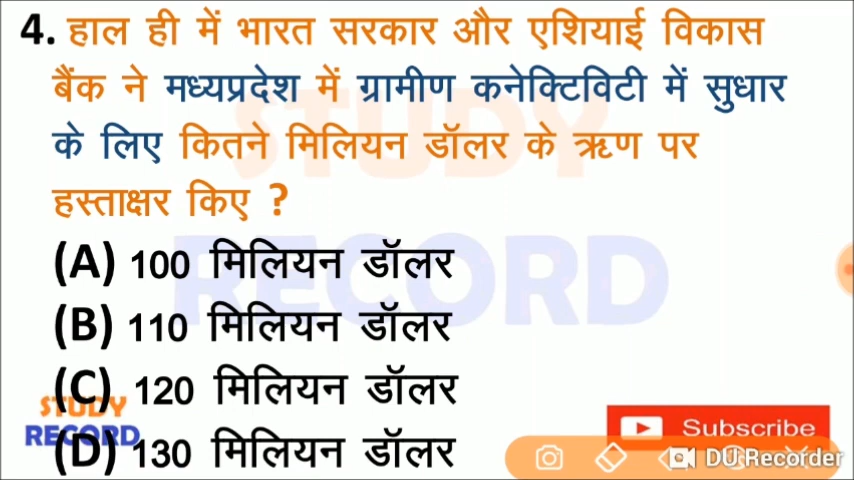 4. हाल ही में भारत सरकार और एशियाई विकास
बैंक ने मध्यप्रदेश में ग्रामीण कनेक्टिविटी में सुधार
के लिए कितने मिलियन डॉलर के ऋण पर
हस्ताक्षर किए ?
STUDY
RECORD
(A) 100 मिलियन डॉलर
(B) 110 मिलियन डॉलर
(C) 120 मिलियन डॉलर
(D) 130 मिलियन डॉलर
STUDY
RECORD
Subscribe
DU Recorder